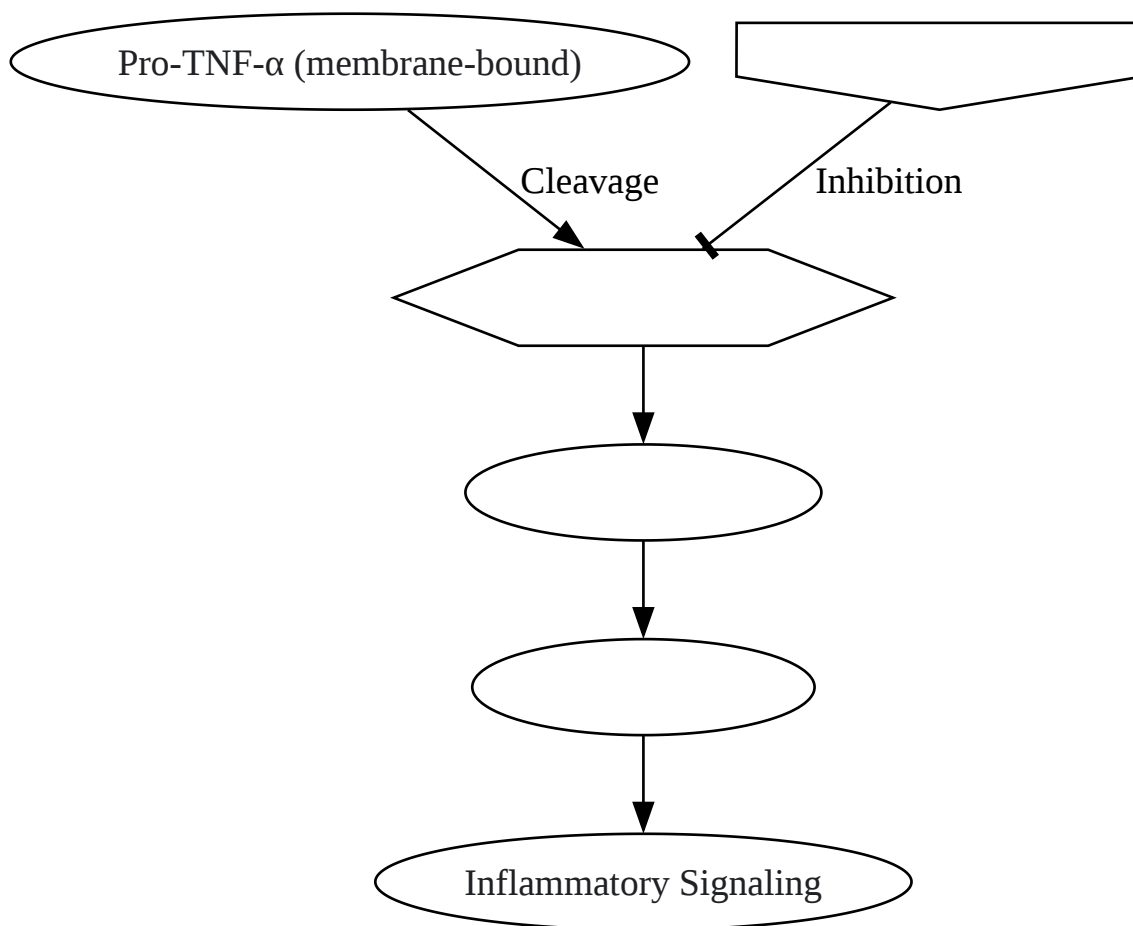 Pro-TNF-α (membrane-bound)
Cleavage
Inhibition
Inflammatory Signaling